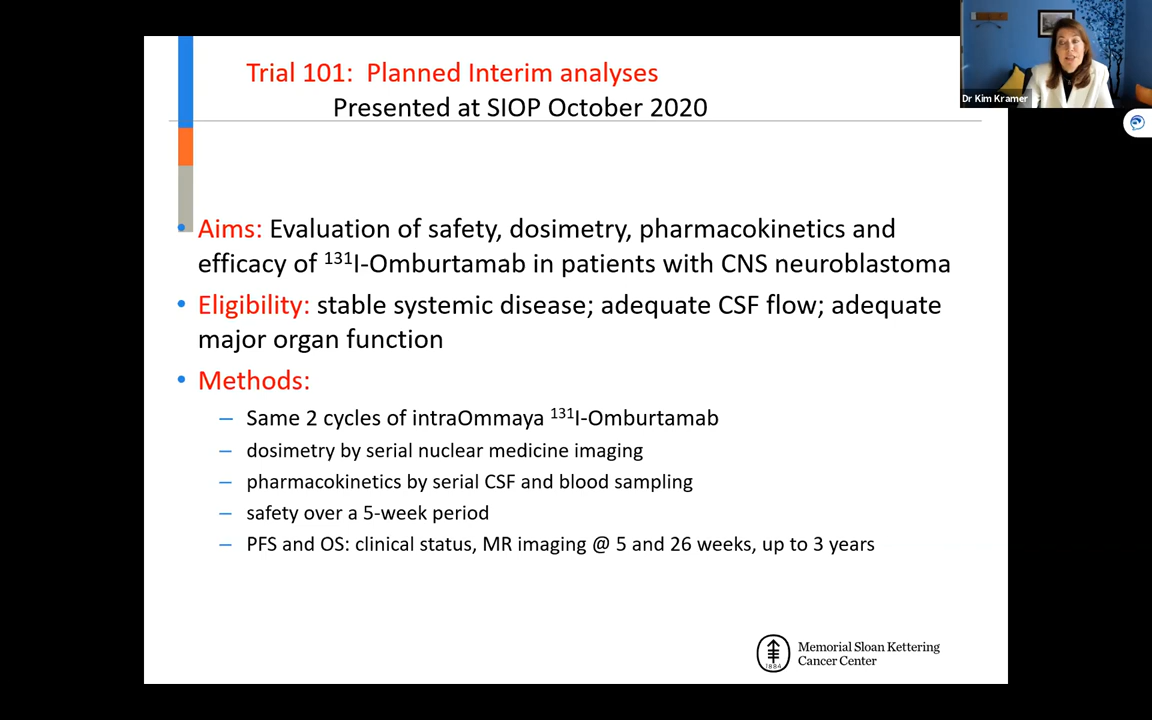 Trial 101: Planned Interim analyses
Presented at SIOP October 2020
Dr Kim Kramer
• Aims: Evaluation of safety, dosimetry, pharmacokinetics and
efficacy of ¹³¹I-Omburtamab in patients with CNS neuroblastoma
• Eligibility: stable systemic disease; adequate CSF flow; adequate
major organ function
• Methods:
– Same 2 cycles of intraOmmaya ¹³¹I-Omburtamab
– dosimetry by serial nuclear medicine imaging
– pharmacokinetics by serial CSF and blood sampling
– safety over a 5-week period
– PFS and OS: clinical status, MR imaging @ 5 and 26 weeks, up to 3 years
1884
Memorial Sloan Kettering
Cancer Center